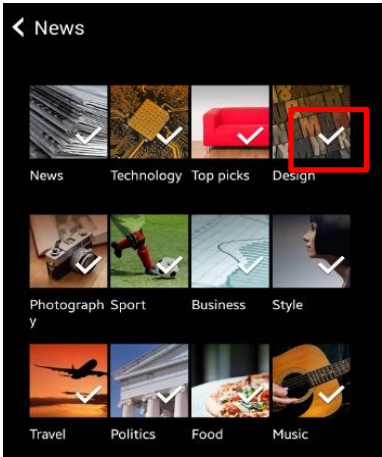 News
News Technology Top picks Design
Photograph Sport Business Style
y
Travel Politics Food Music